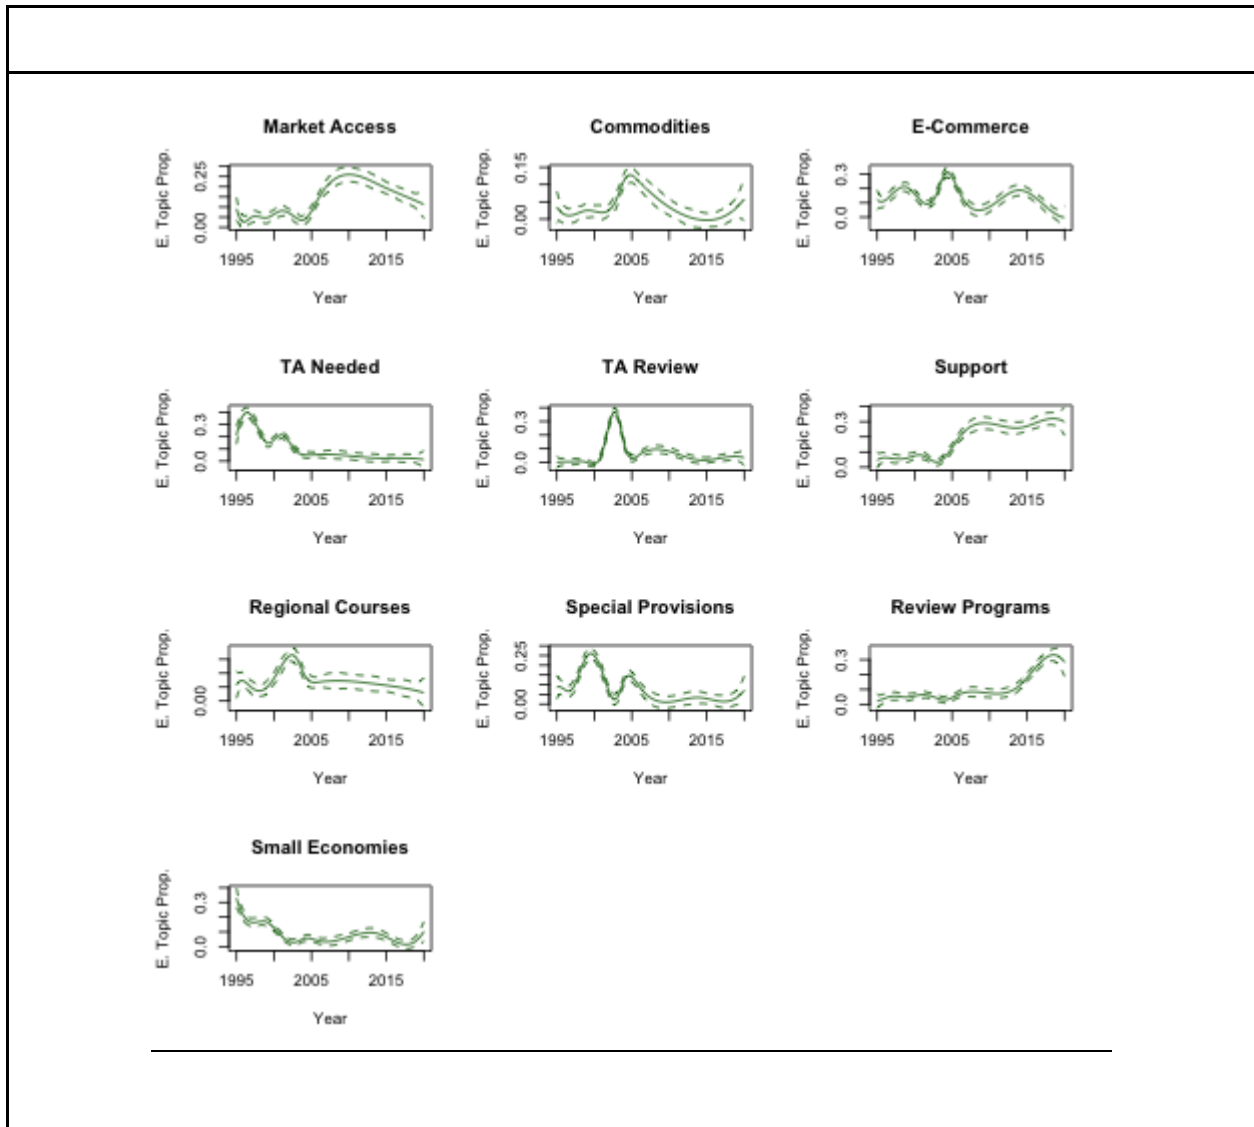 Market Access Commodities E-Commerce
E. Topic Prop. 0.00 0.25 E. Topic Prop. 0.00 0.15 E. Topic Prop. 0.0 0.3
1995 2005 2015 1995 2005 2015 1995 2005 2015
Year Year Year
TA Needed TA Review Support
E. Topic Prop. 0.0 0.3 E. Topic Prop. 0.0 0.3 E. Topic Prop. 0.0 0.3
1995 2005 2015 1995 2005 2015 1995 2005 2015
Year Year Year
Regional Courses Special Provisions Review Programs
E. Topic Prop. 0.00 E. Topic Prop. 0.00 0.25 E. Topic Prop. 0.0 0.3
1995 2005 2015 1995 2005 2015 1995 2005 2015
Year Year Year
Small Economies
E. Topic Prop. 0.0 0.3
1995 2005 2015
Year